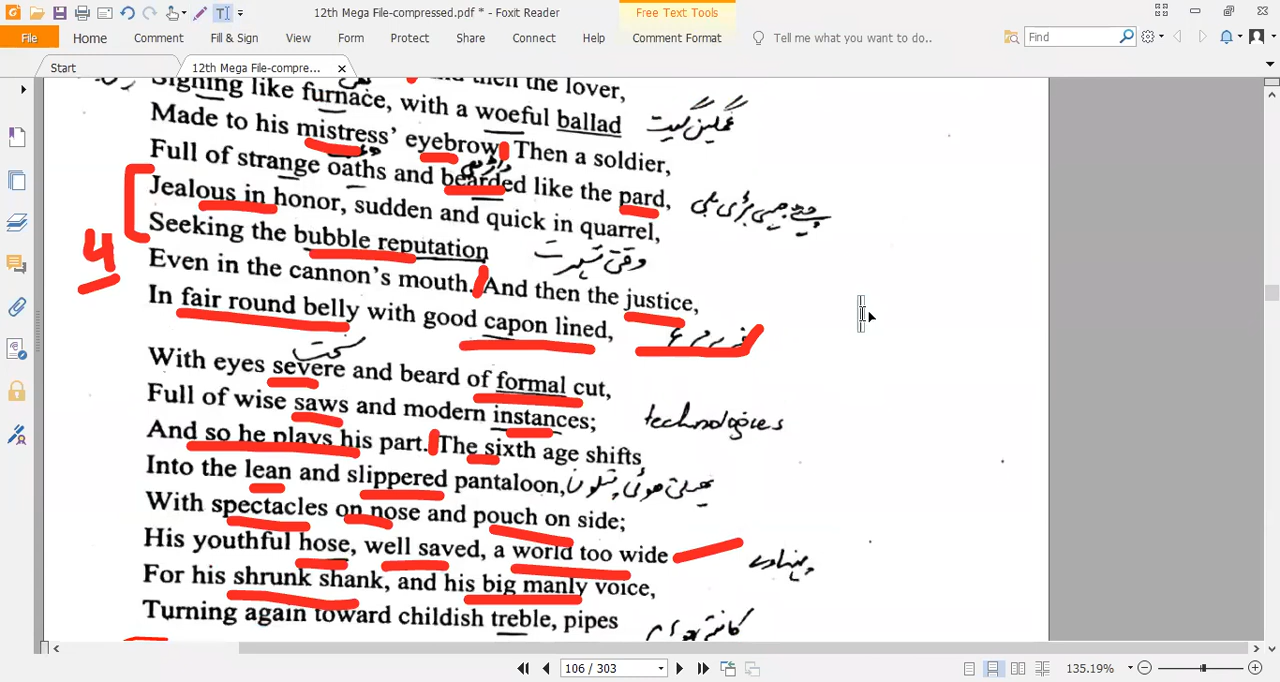 12th Mega File-compressed.pdf * - Foxit Reader
Free Text Tools
File Home Comment Fill & Sign View Form Protect Share Connect Help Comment Format Tell me what you want to do.. Find
Start 12th Mega File-compre...
then the lover,
Sighing like furnace, with a woeful ballad
غمگین گیت
Made to his mistress' eyebrow. Then a soldier,
Full of strange oaths and bearded like the pard,
Jealous in honor, sudden and quick in quarrel,
Seeking the bubble reputation
وقتی شہرت
4
Even in the cannon's mouth. And then the justice,
In fair round belly with good capon lined,
سخت
With eyes severe and beard of formal cut,
Full of wise saws and modern instances;
technologies
And so he plays his part. The sixth age shifts
Into the lean and slippered pantaloon,
With spectacles on nose and pouch on side;
His youthful hose, well saved, a world too wide
For his shrunk shank, and his big manly voice,
Turning again toward childish treble, pipes
106 / 303
135.19%